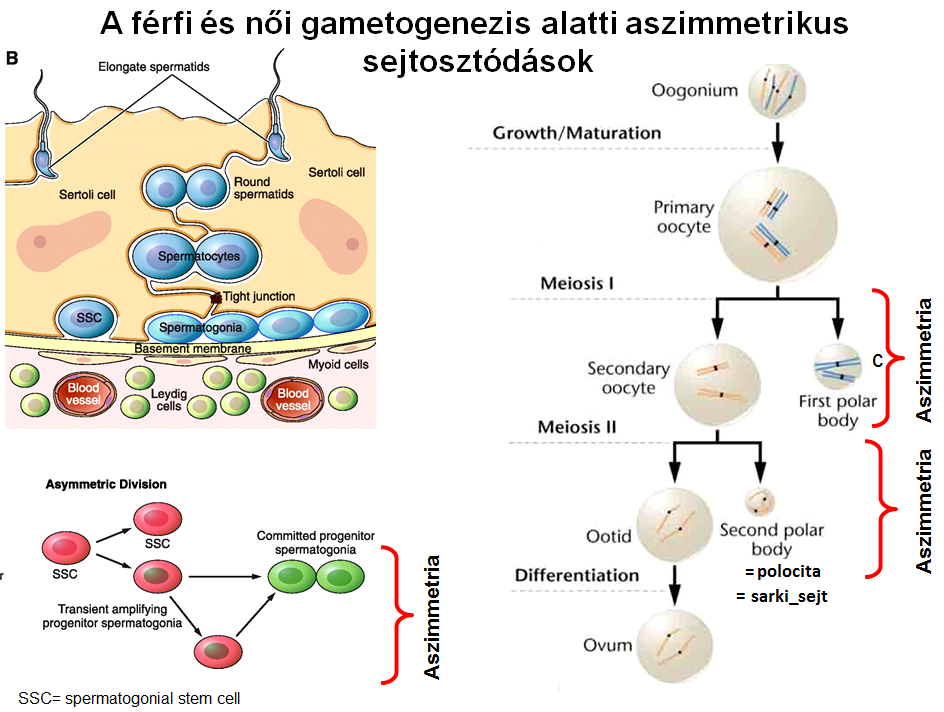 A férfi és női gametogenezis alatti aszimmetrikus
sejtosztódások
B
Elongate spermatids
Sertoli cell
Round
spermatids
Sertoli cell
Spermatocytes
Tight junction
SSC
Spermatogonia
Basement membrane
Myoid cells
Blood
vessel
Leydig
cells
Blood
vessel
Asymmetric Division
SSC
SSC
Committed progenitor
spermatogonia
Transient amplifying
progenitor spermatogonia
r
Aszimmetria
SSC= spermatogonial stem cell
Oogonium
Growth/Maturation
Primary
oocyte
Meiosis I
Secondary
oocyte
First polar
body
C
Aszimmetria
Meiosis II
Ootid
Second polar
body
= polocita
= sarki_sejt
Aszimmetria
Differentiation
Ovum